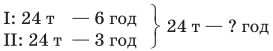 I: 24 т — 6 год
II: 24 т — 3 год
24 т — ? год